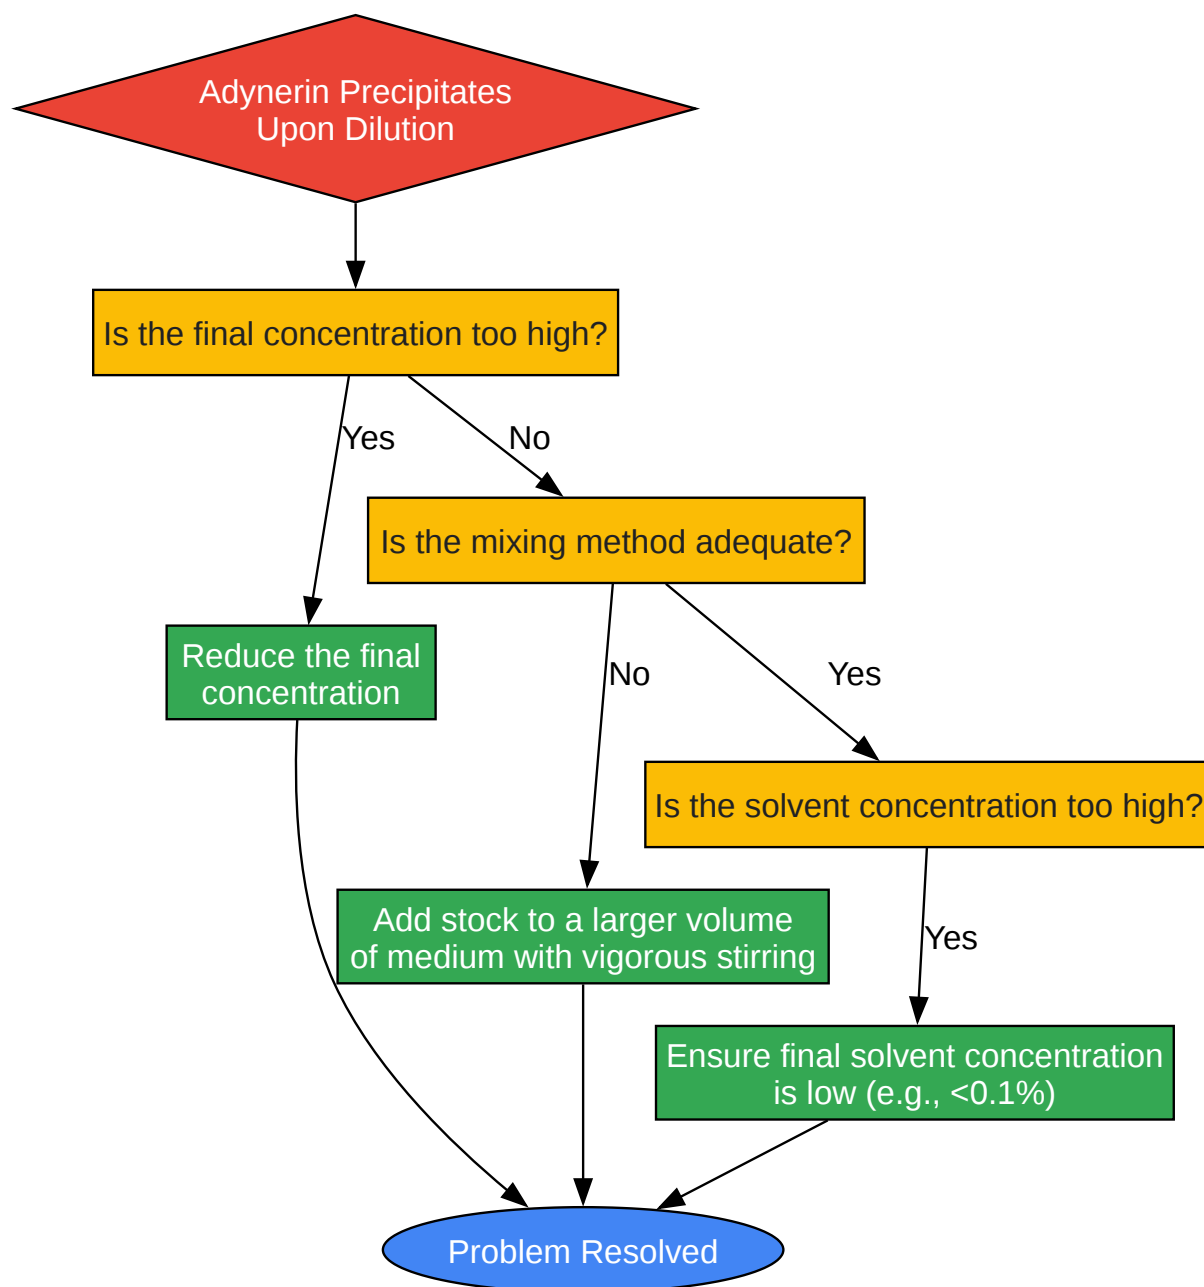 Adynerin Precipitates
Upon Dilution
Is the final concentration too high?
Yes
No
Is the mixing method adequate?
Reduce the final
concentration
No
Yes
Is the solvent concentration too high?
Add stock to a larger volume
of medium with vigorous stirring
Yes
Ensure final solvent concentration
is low (e.g., <0.1%)
Problem Resolved